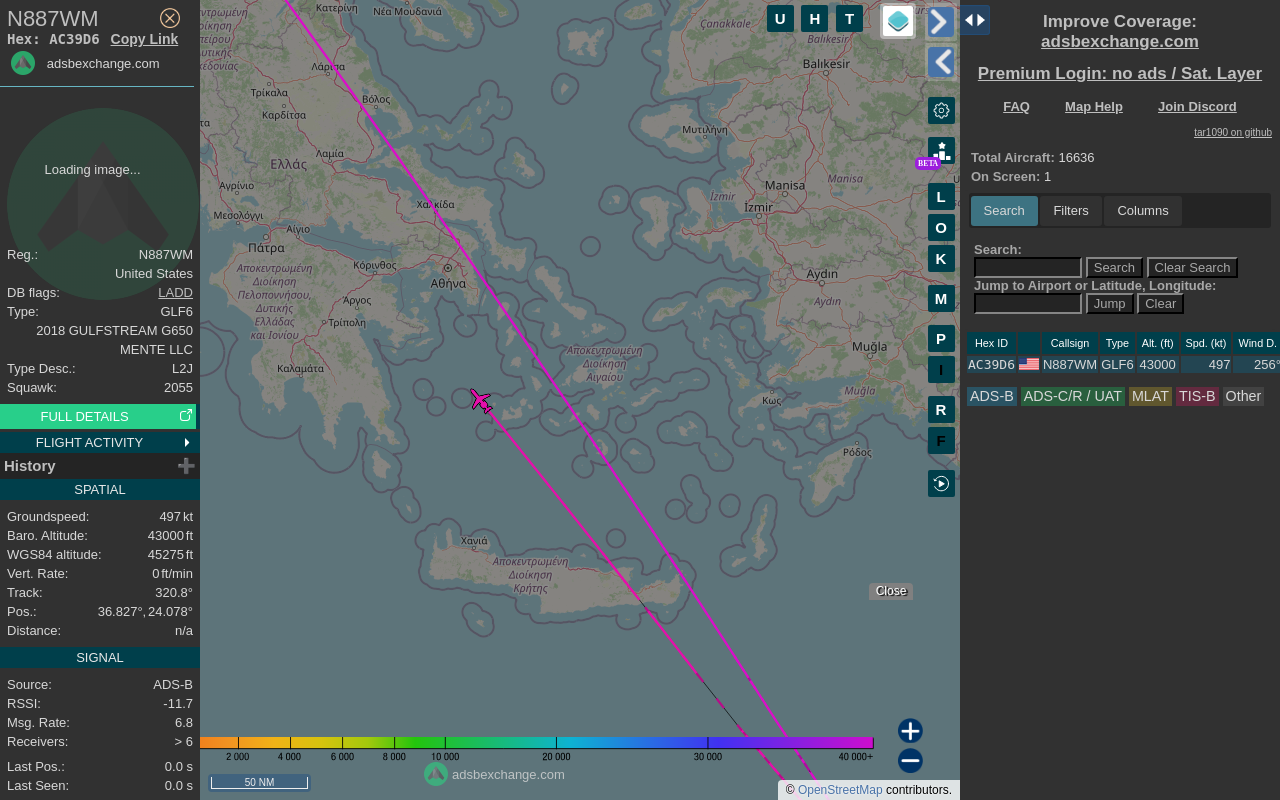 N887WM
Hex: AC39D6 Copy Link
adsbexchange.com
Loading image...
Reg.: N887WM
United States
DB flags: LADD
Type: GLF6
2018 GULFSTREAM G650
MENTE LLC
Type Desc.: L2J
Squawk: 2055
FULL DETAILS
FLIGHT ACTIVITY
History
SPATIAL
Groundspeed: 497 kt
Baro. Altitude: 43000 ft
WGS84 altitude: 45275 ft
Vert. Rate: 0 ft/min
Track: 320.8°
Pos.: 36.827°, 24.078°
Distance: n/a
SIGNAL
Source: ADS-B
RSSI: -11.7
Msg. Rate: 6.8
Receivers: > 6
Last Pos.: 0.0 s
Last Seen: 0.0 s
Κατερίνη
Νέα Μουδανιά
Çanakkale
Balıkesir
Balıkesir
Λάρισα
Τρίκαλα
Βόλος
Καρδίτσα
Μυτιλήνη
Λαμία
Ελλάς
Manisa
Manisa
Αγρίνιο
Χαλκίδα
İzmir
İzmir
Μεσολόγγι
Αίγιο
Πάτρα
Κόρινθος
Αθήνα
Aydın
Aydın
Αποκεντρωμένη
Διοίκηση
Πελοποννήσου,
Δυτικής
Ελλάδας
και Ιονίου
Άργος
Τρίπολη
Αποκεντρωμένη
Διοίκηση
Αιγαίου
Muğla
Muğla
Καλαμάτα
Κως
Ρόδος
Χανιά
Αποκεντρωμένη
Διοίκηση
Κρήτης
U H T
BETA
L
O
K
M
P
I
R
F
Close
2 000 4 000 6 000 8 000 10 000 20 000 30 000 40 000+
50 NM
adsbexchange.com
© OpenStreetMap contributors.
Improve Coverage:
adsbexchange.com
Premium Login: no ads / Sat. Layer
FAQ Map Help Join Discord
tar1090 on github
Total Aircraft: 16636
On Screen: 1
Search Filters Columns
Search:
Search Clear Search
Jump to Airport or Latitude, Longitude:
Jump Clear
Hex ID Callsign Type Alt. (ft) Spd. (kt) Wind D.
AC39D6 N887WM GLF6 43000 497 256°
ADS-B ADS-C/R / UAT MLAT TIS-B Other